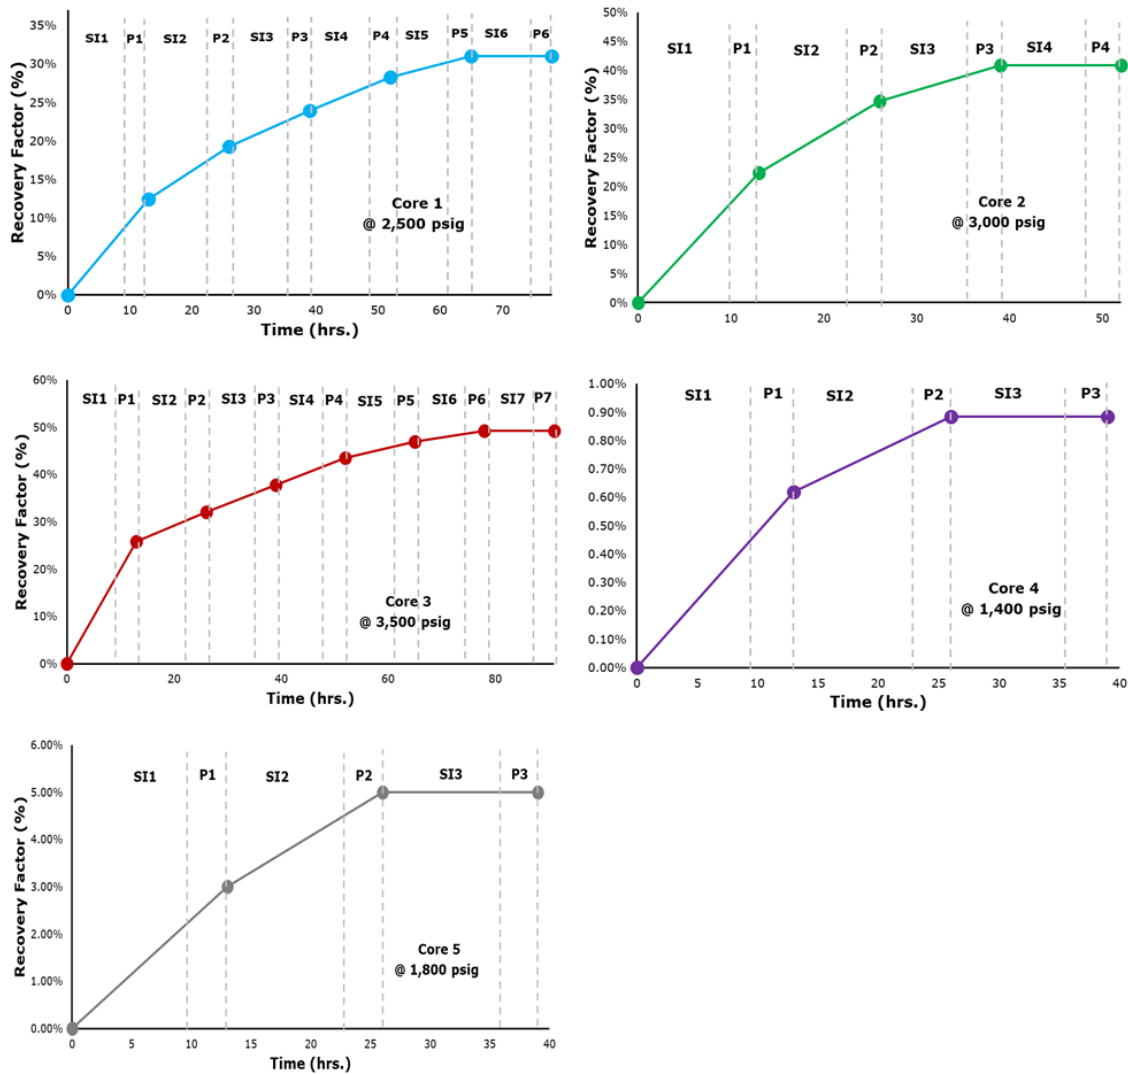 35%
30%
25%
20%
15%
10%
5%
0%
Recovery Factor (%)
SI1 P1 SI2 P2 SI3 P3 SI4 P4 SI5 P5 SI6 P6
Core 1
@ 2,500 psig
0 10 20 30 40 50 60 70
Time (hrs.)
50%
45%
40%
35%
30%
25%
20%
15%
10%
5%
0%
Recovery Factor (%)
SI1 P1 SI2 P2 SI3 P3 SI4 P4
Core 2
@ 3,000 psig
0 10 20 30 40 50
Time (hrs.)
60%
50%
40%
30%
20%
10%
0%
Recovery Factor (%)
SI1 P1 SI2 P2 SI3 P3 SI4 P4 SI5 P5 SI6 P6 SI7 P7
Core 3
@ 3,500 psig
0 20 40 60 80
Time (hrs.)
1.00%
0.90%
0.80%
0.70%
0.60%
0.50%
0.40%
0.30%
0.20%
0.10%
0.00%
Recovery Factor (%)
SI1 P1 SI2 P2 SI3 P3
Core 4
@ 1,400 psig
0 5 10 15 20 25 30 35 40
Time (hrs.)
6.00%
5.00%
4.00%
3.00%
2.00%
1.00%
0.00%
Recovery Factor (%)
SI1 P1 SI2 P2 SI3 P3
Core 5
@ 1,800 psig
0 5 10 15 20 25 30 35 40
Time (hrs.)